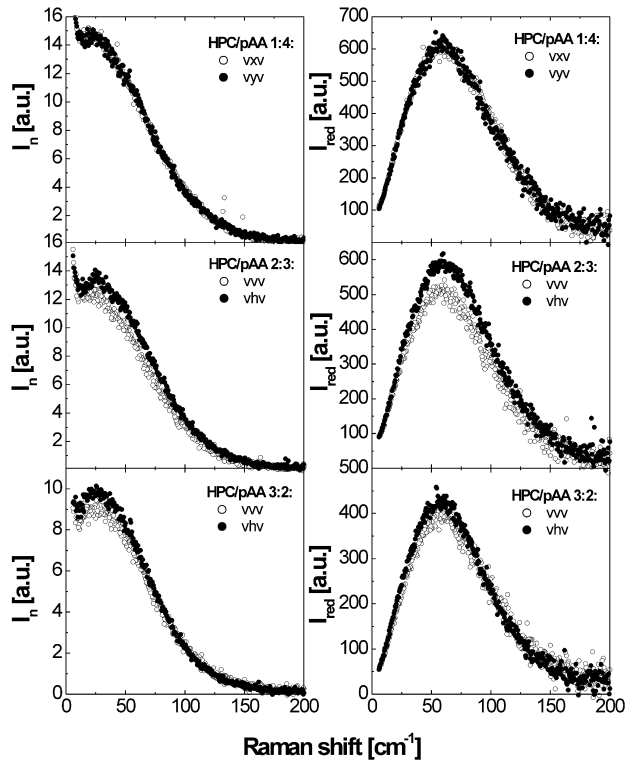 16
14
12
10
8
6
4
2
I_n [a.u.]
HPC/pAA 1:4:
○ vxv
● vyv
700
600
500
400
300
200
100
I_red [a.u.]
HPC/pAA 1:4:
○ vxv
● vyv
16
14
12
10
8
6
4
2
I_n [a.u.]
HPC/pAA 2:3:
○ vvv
● vhv
600
500
400
300
200
100
I_red [a.u.]
HPC/pAA 2:3:
○ vvv
● vhv
10
8
6
4
2
0
I_n [a.u.]
HPC/pAA 3:2:
○ vvv
● vhv
500
400
300
200
100
0
I_red [a.u.]
HPC/pAA 3:2:
○ vvv
● vhv
0 50 100 150 200
0 50 100 150 200
Raman shift [cm⁻¹]